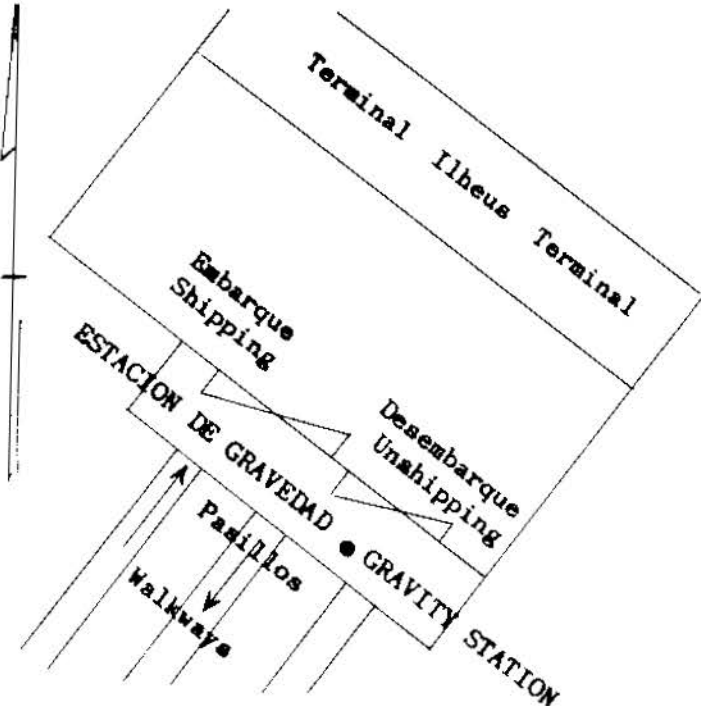 Terminal Ilheus Terminal
Embarque
Shipping
Desembarque
Unshipping
ESTACION DE GRAVEDAD ● GRAVITY STATION
Pasillos
Walkways